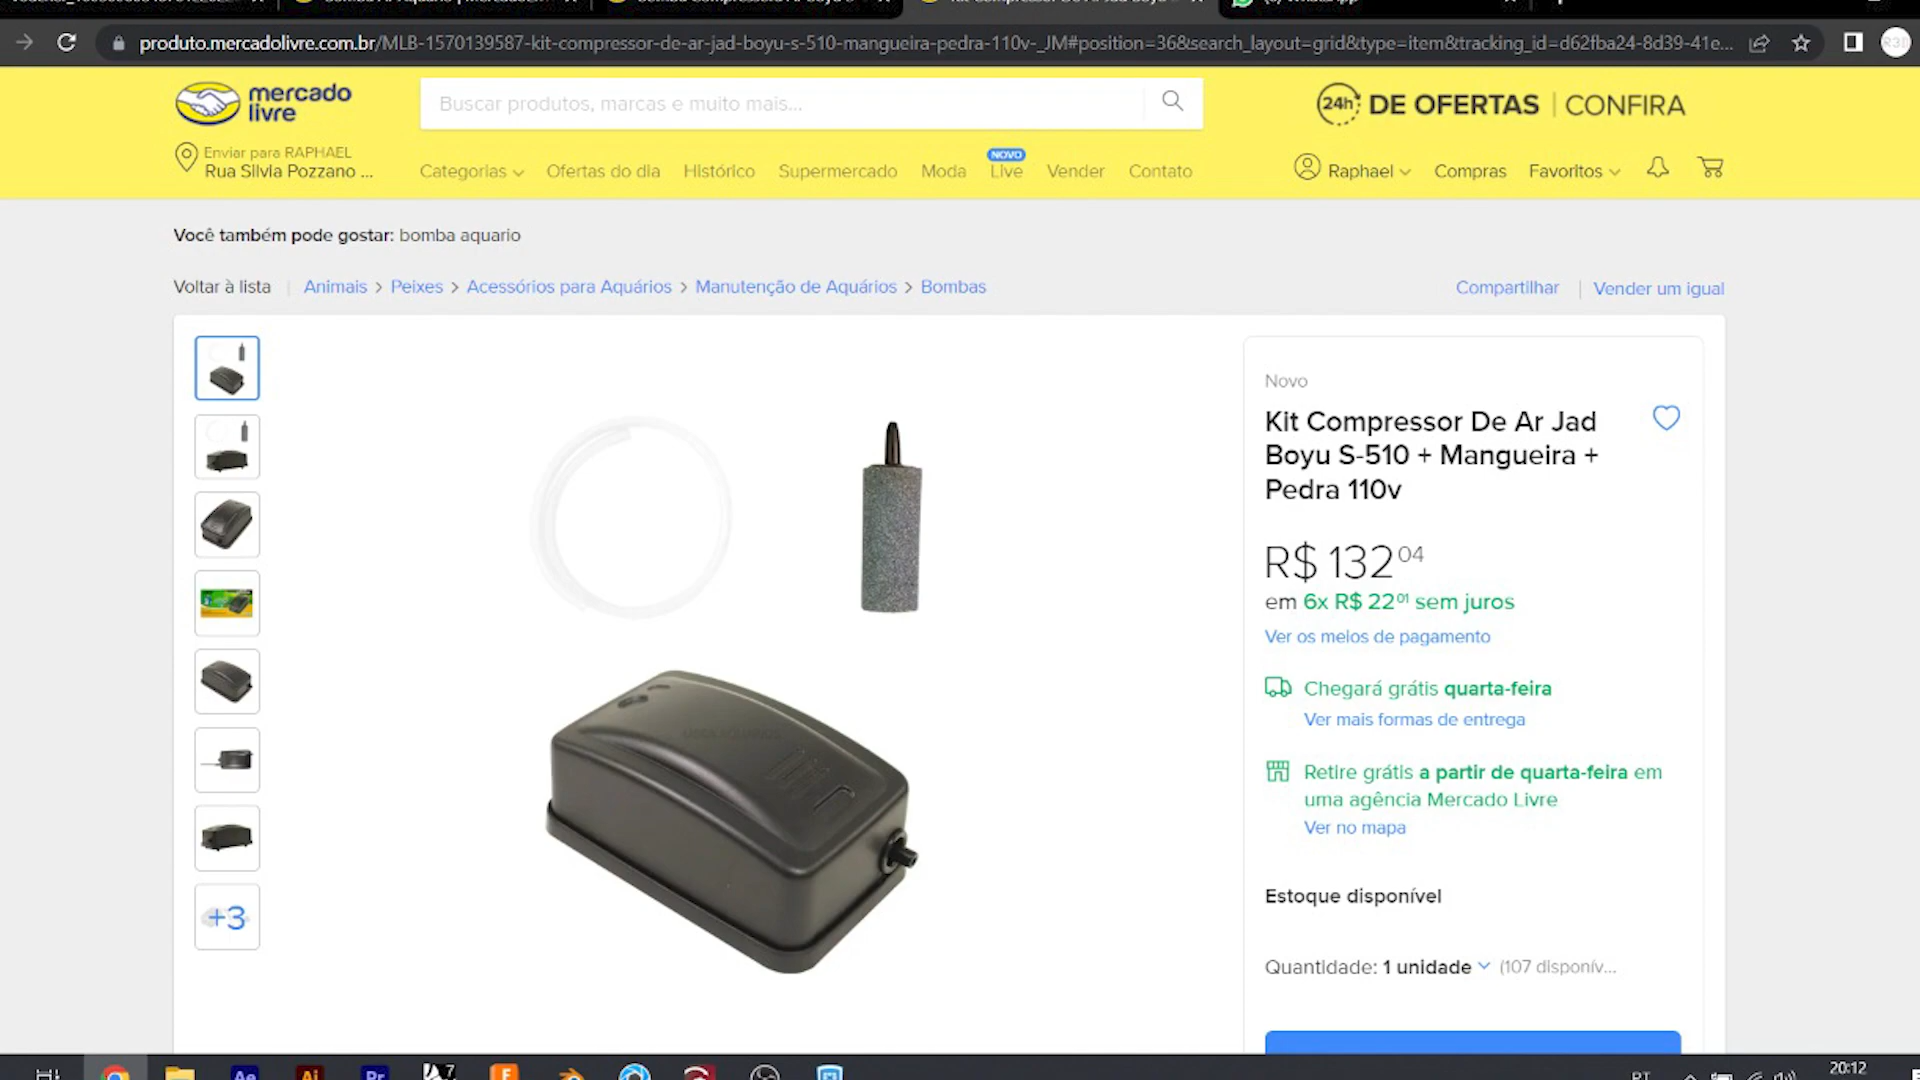 produto.mercadolivre.com.br/MLB-1570139587-kit-compressor-de-ar-jad-boyu-s-510-mangueira-pedra-110v-_JM#position=36&search_layout=grid&type=item&tracking_id=d62fba24-8d39-41e...
mercado
livre
Buscar produtos, marcas e muito mais...
24h DE OFERTAS | CONFIRA
Enviar para RAPHAEL
Rua Silvia Pozzano ...
Categorias
Ofertas do dia
Histórico
Supermercado
Moda
NOVO
Live
Vender
Contato
Raphael
Compras
Favoritos
Você também pode gostar: bomba aquario
Voltar à lista | Animais > Peixes > Acessórios para Aquários > Manutenção de Aquários > Bombas
Compartilhar | Vender um igual
Novo
Kit Compressor De Ar Jad
Boyu S-510 + Mangueira +
Pedra 110v
R$ 132 04
em 6x R$ 22 01 sem juros
Ver os meios de pagamento
Chegará grátis quarta-feira
Ver mais formas de entrega
Retire grátis a partir de quarta-feira em
uma agência Mercado Livre
Ver no mapa
Estoque disponível
Quantidade: 1 unidade (107 disponív...
+3
20:12